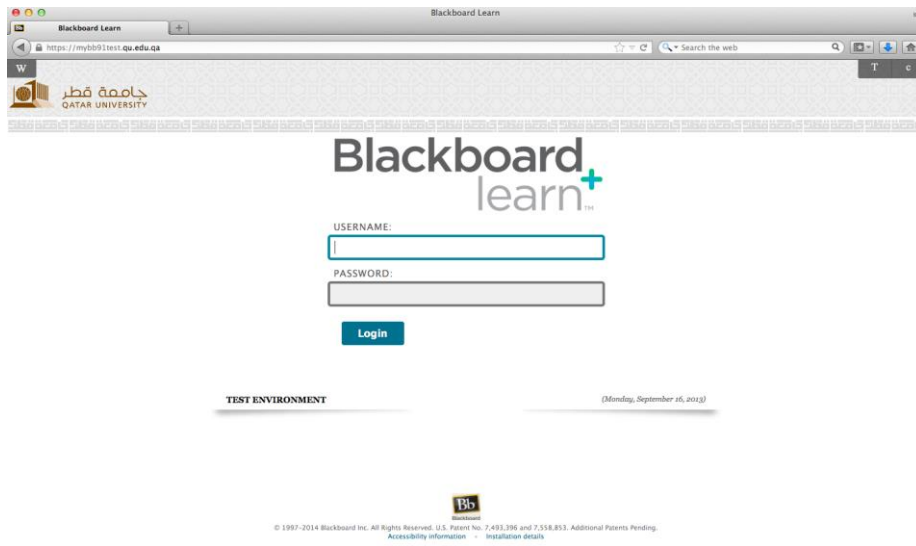 Blackboard Learn
Blackboard Learn
https://mybb91test.qu.edu.qa
Search the web
W
T
e
جامعة قطر
QATAR UNIVERSITY
Blackboard
learn+™
USERNAME:
PASSWORD:
Login
TEST ENVIRONMENT
(Monday, September 16, 2013)
Bb
Blackboard
© 1997-2014 Blackboard Inc. All Rights Reserved. U.S. Patent No. 7,493,396 and 7,558,853. Additional Patents Pending.
Accessibility information - Installation details